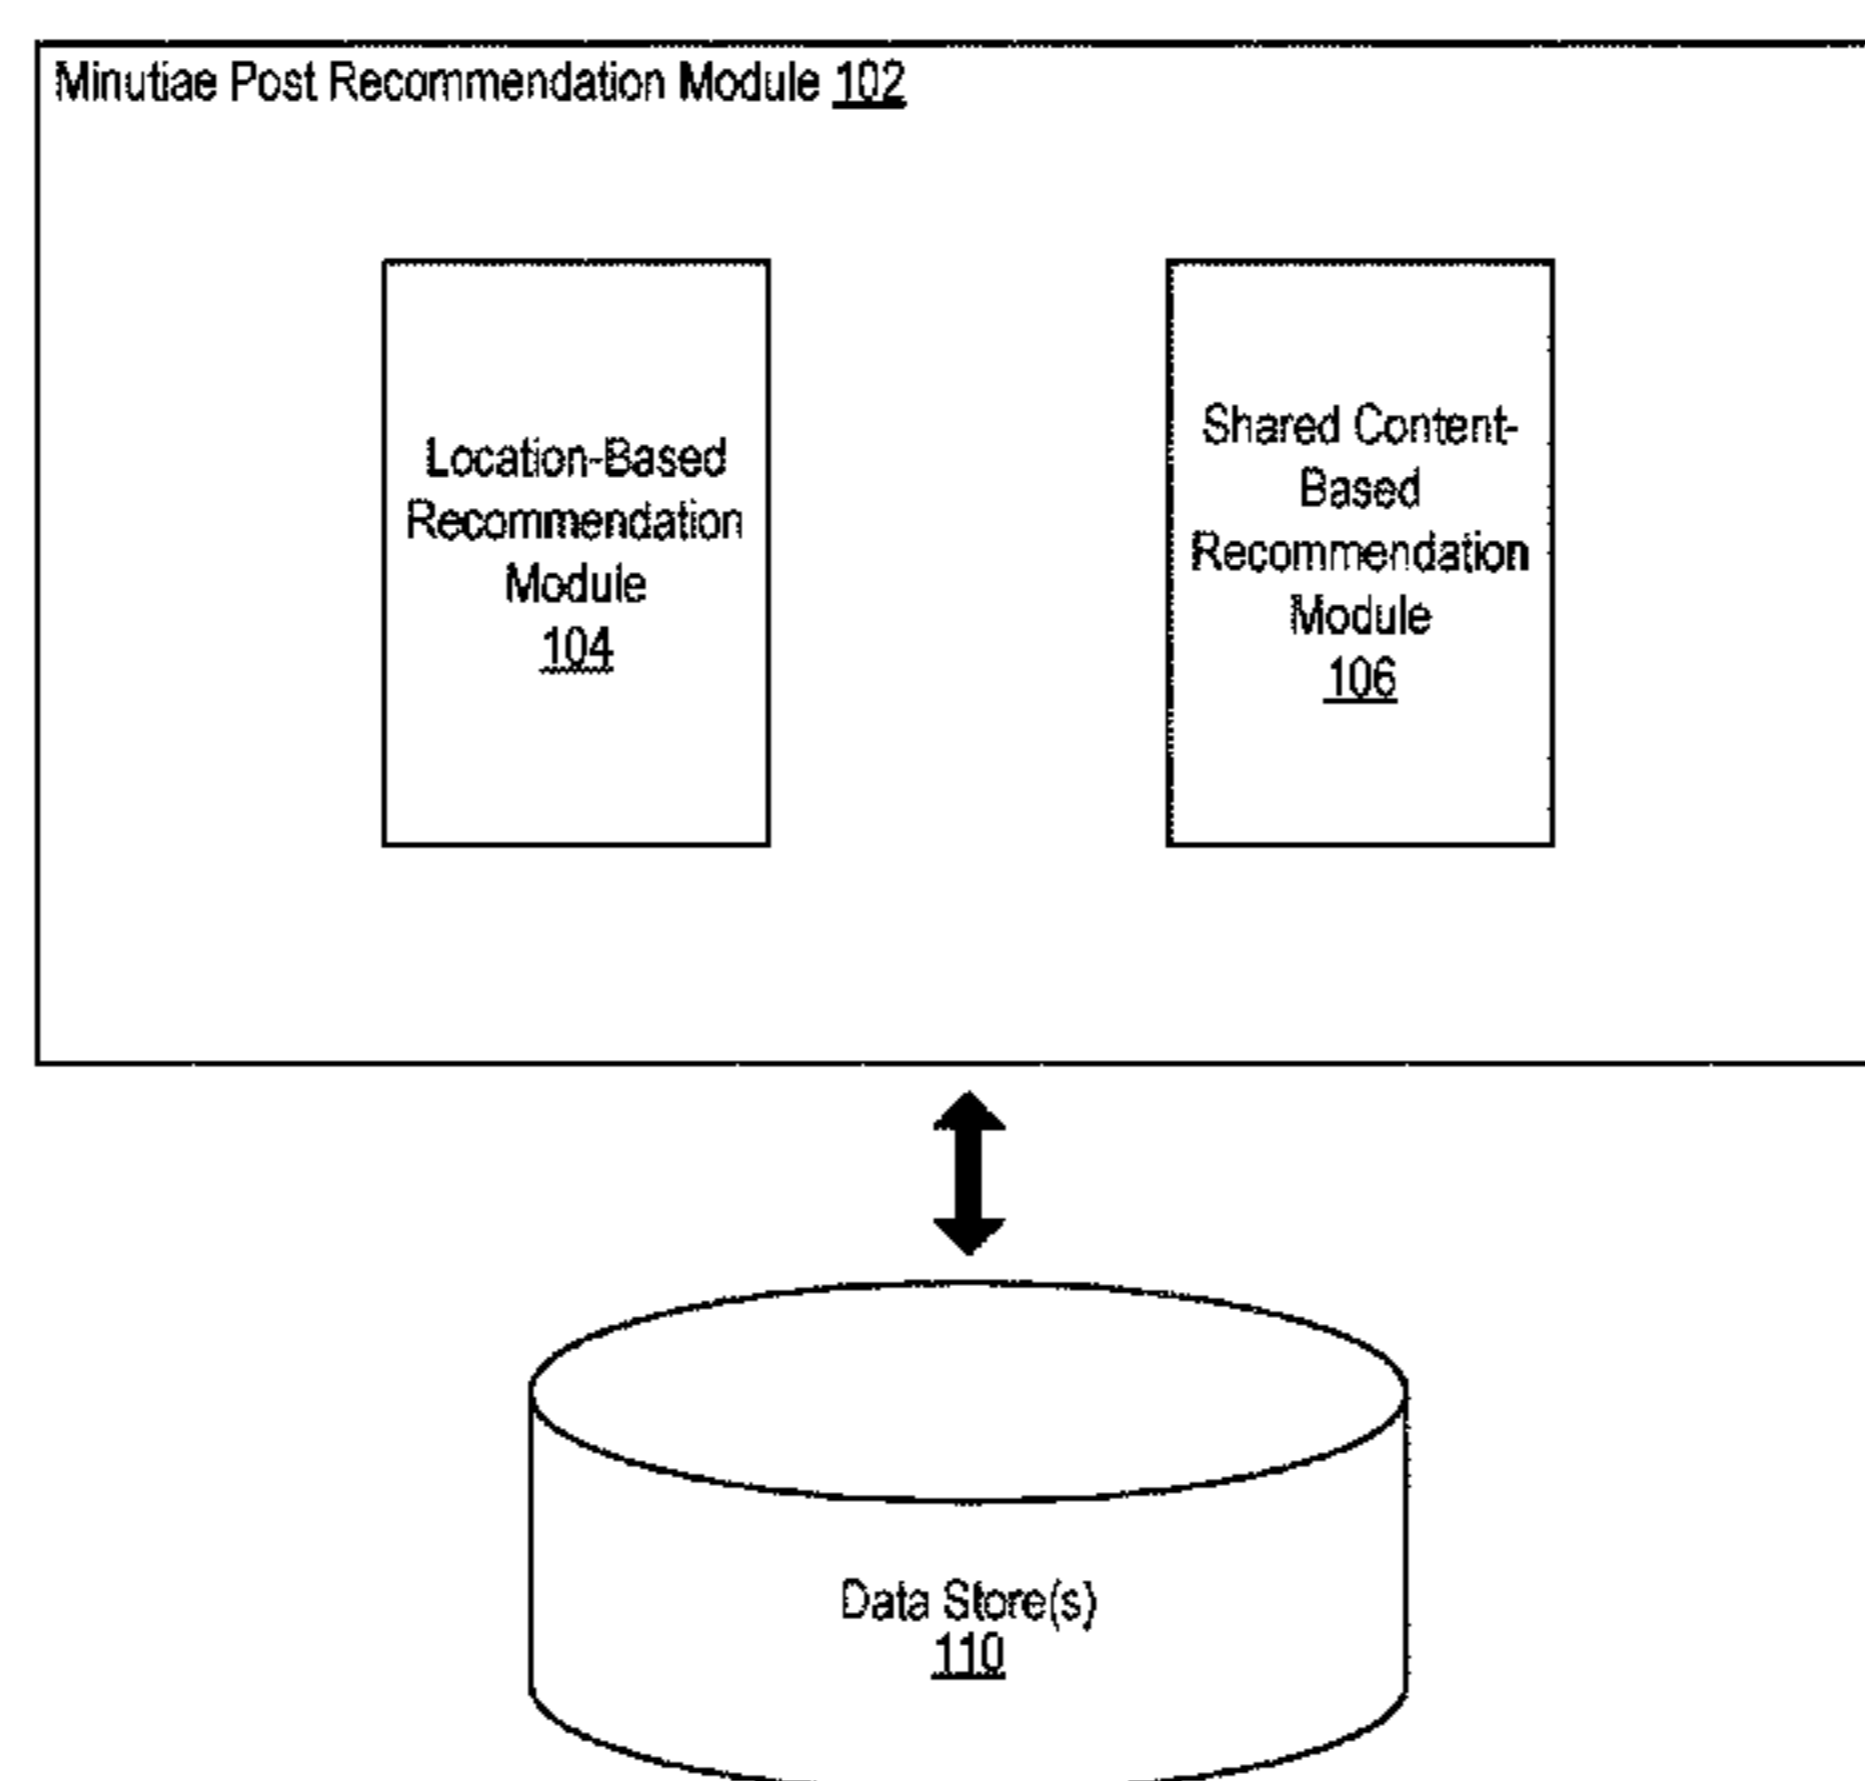 Minutiae Post Recommendation Module 102
Location-Based
Recommendation
Module
104
Shared Content-
Based
Recommendation
Module
106
Data Store(s)
110